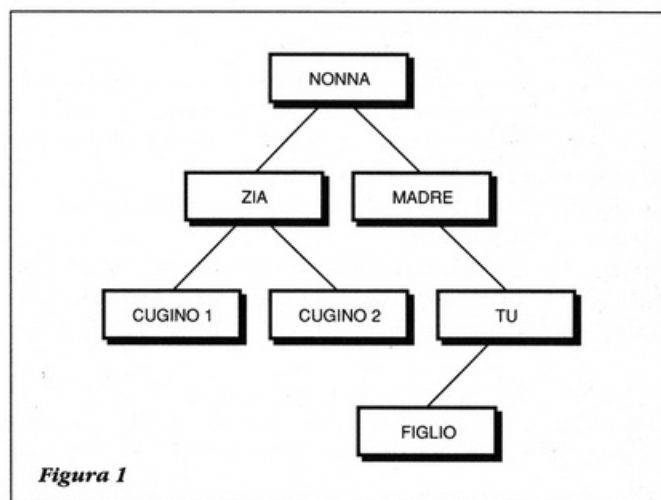 NONNA
ZIA MADRE
CUGINO 1 CUGINO 2 TU
FIGLIO
Figura 1